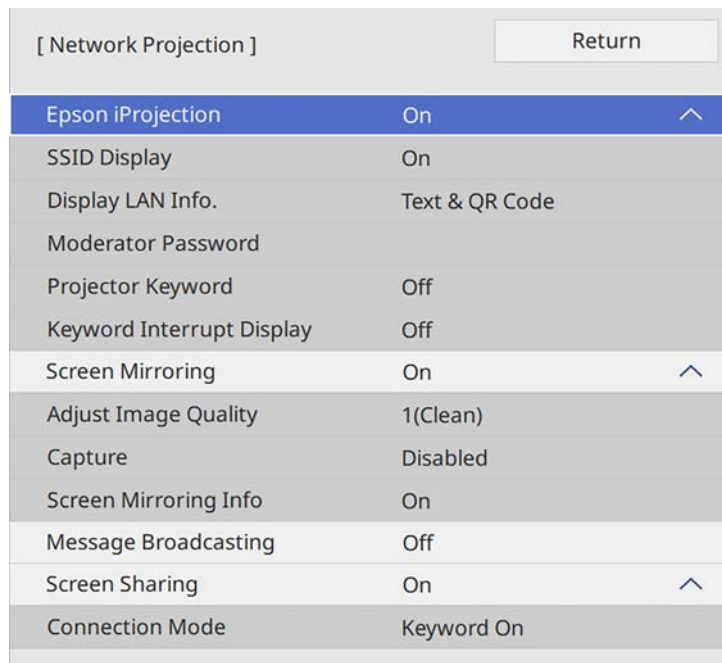 [ Network Projection ] Return
Epson iProjection On
SSID Display On
Display LAN Info. Text & QR Code
Moderator Password
Projector Keyword Off
Keyword Interrupt Display Off
Screen Mirroring On
Adjust Image Quality 1(Clean)
Capture Disabled
Screen Mirroring Info On
Message Broadcasting Off
Screen Sharing On
Connection Mode Keyword On